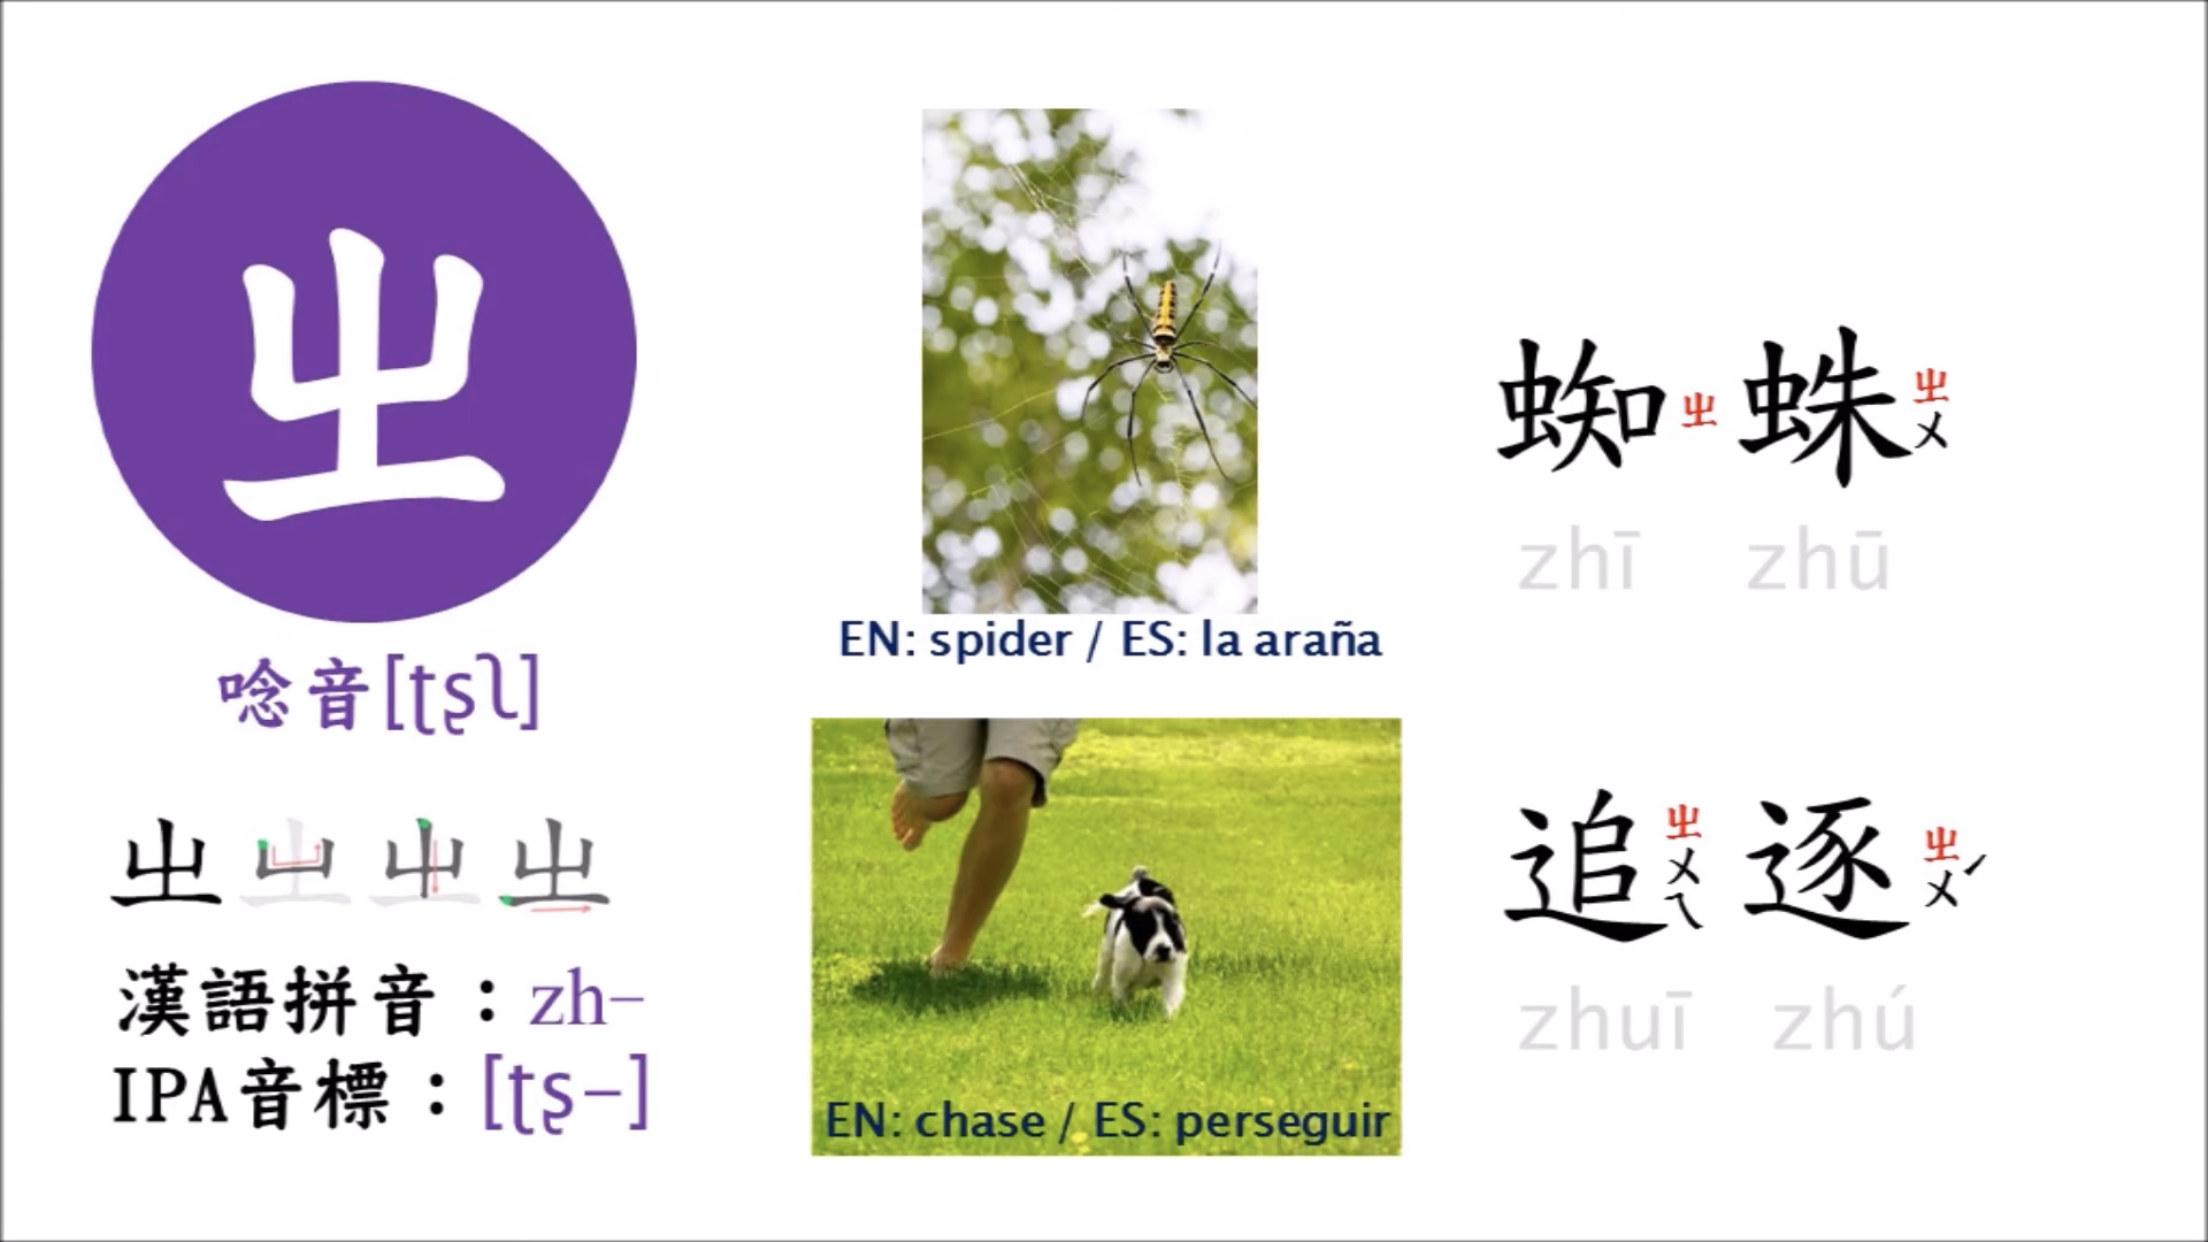 ㄓ
唸音[tʂʅ]
ㄓ ㄓ ㄓ ㄓ
漢語拼音：zh–
IPA音標：[tʂ–]
EN: spider / ES: la araña
EN: chase / ES: perseguir
蜘ㄓ蛛ㄓㄨ
zhī zhū
追ㄓㄨㄟ逐ㄓㄨˊ
zhuī zhú